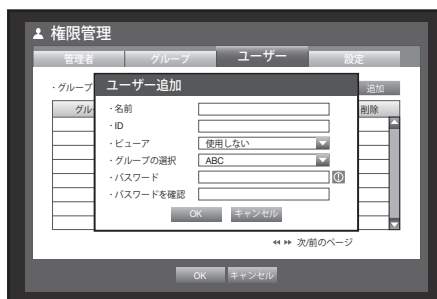 権限管理
管理者 グループ ユーザー 設定
・グループ 追加
グル 削除
ユーザー追加
・名前
・ID
・ビューア 使用しない
・グループの選択 ABC
・パスワード
・パスワードを確認
OK キャンセル
次/前のページ
OK キャンセル